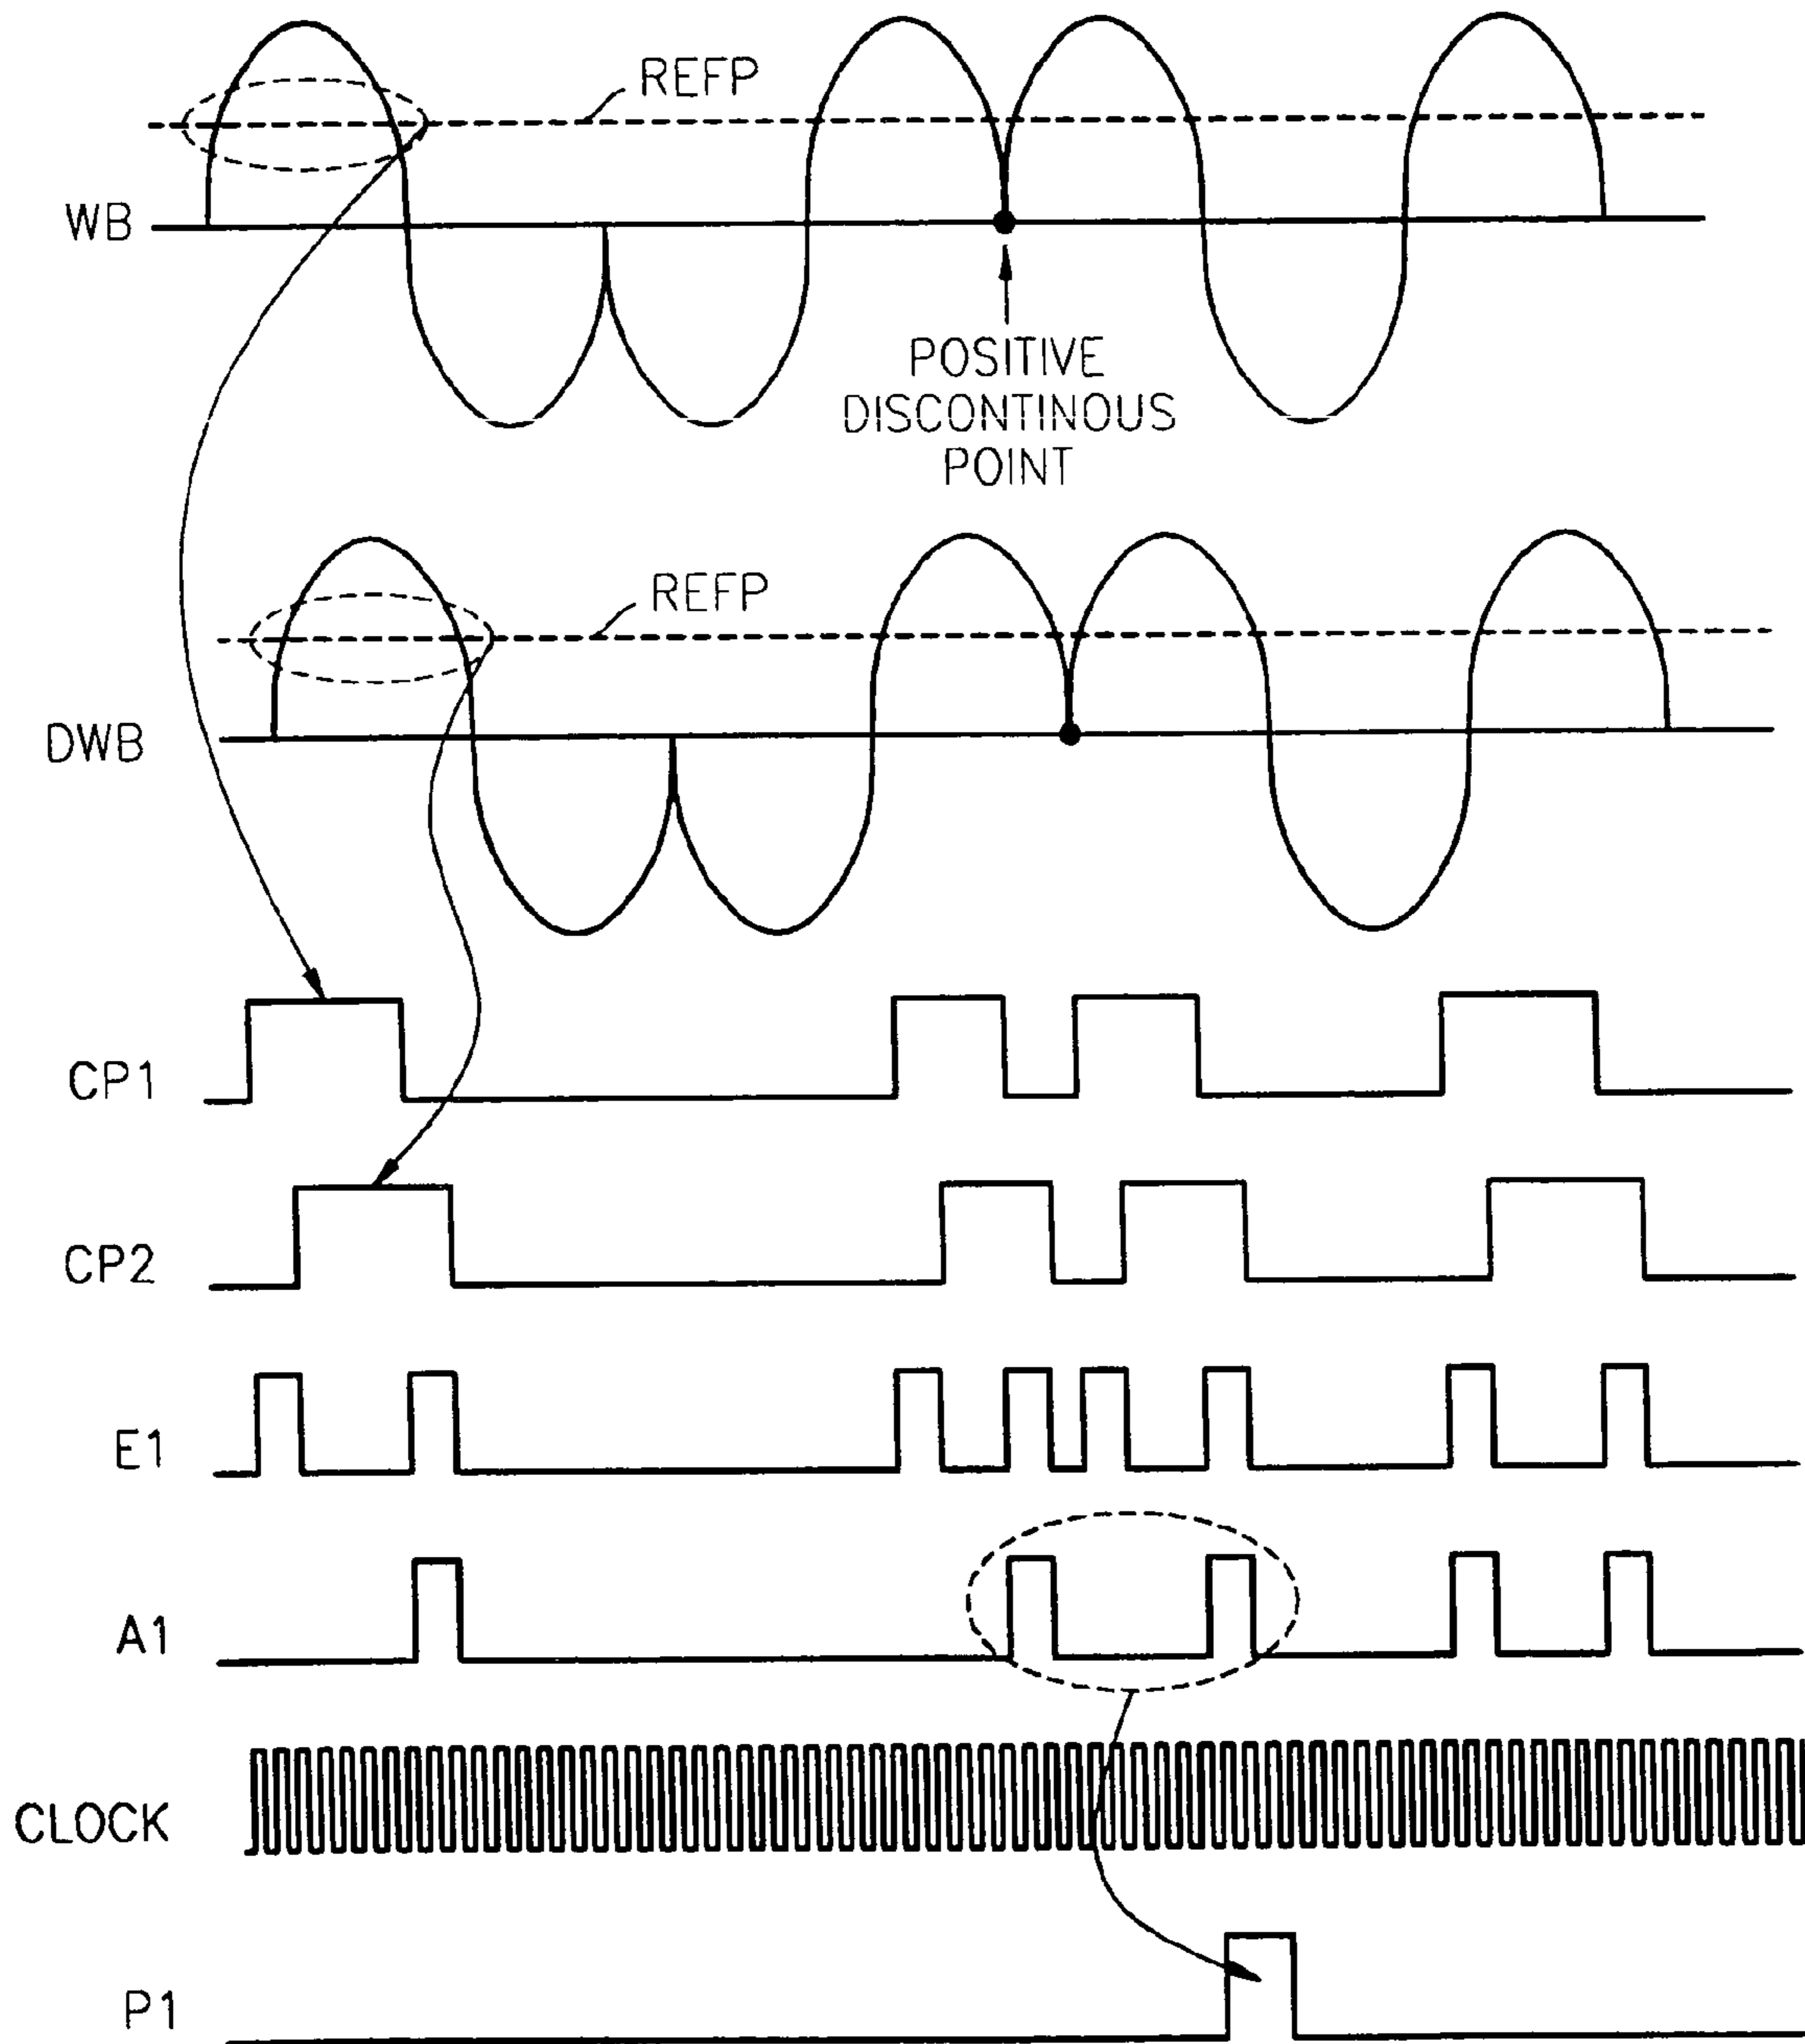 REFP
WB
POSITIVE
DISCONTINOUS
POINT
REFP
DWB
CP1
CP2
E1
A1
CLOCK
P1